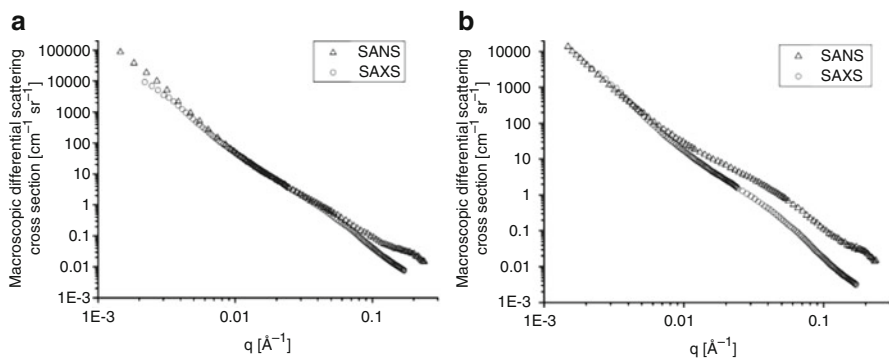 a
Macroscopic differential scattering
cross section [cm⁻¹ sr⁻¹]
100000
10000
1000
100
10
1
0.1
0.01
1E-3
1E-3
0.01
0.1
q [Å⁻¹]
SANS
SAXS
b
Macroscopic differential scattering
cross section [cm⁻¹ sr⁻¹]
10000
1000
100
10
1
0.1
0.01
1E-3
1E-3
0.01
0.1
q [Å⁻¹]
SANS
SAXS